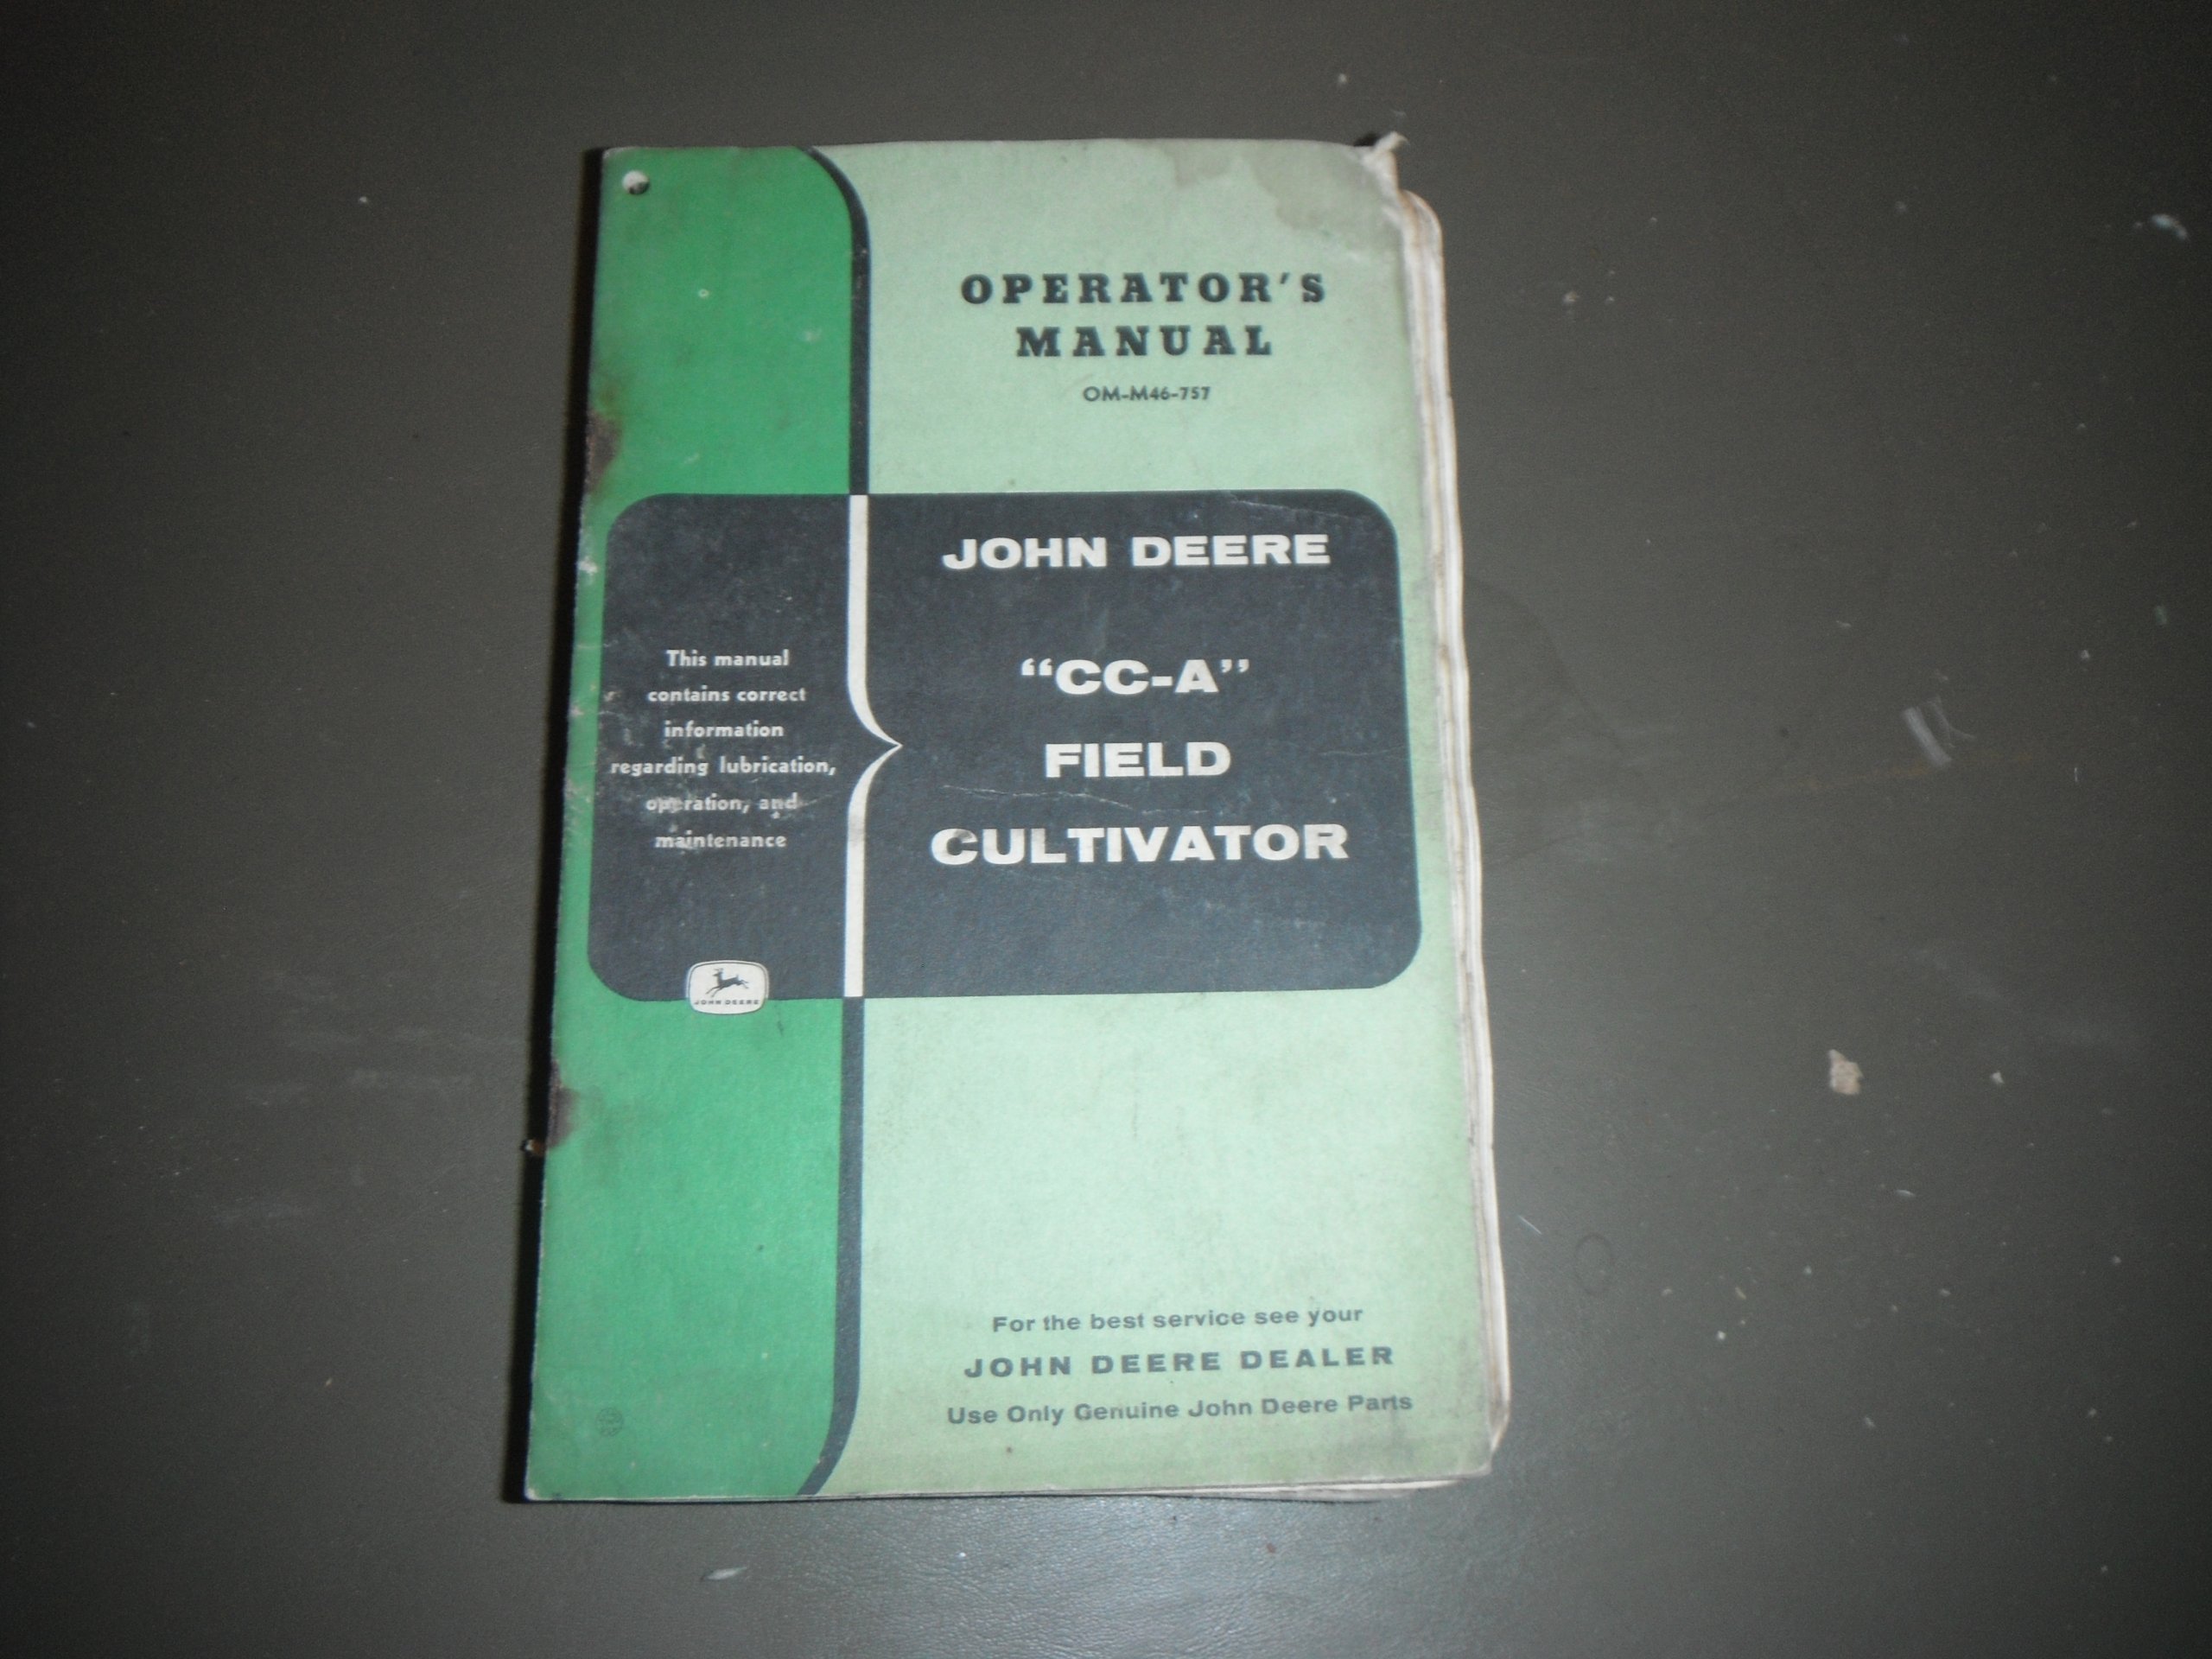 OPERATOR'S
MANUAL
OM-M46-757
JOHN DEERE
"CC-A"
FIELD
CULTIVATOR
This manual
contains correct
information
regarding lubrication,
operation, and
maintenance
JOHN DEERE
For the best service see your
JOHN DEERE DEALER
Use Only Genuine John Deere Parts